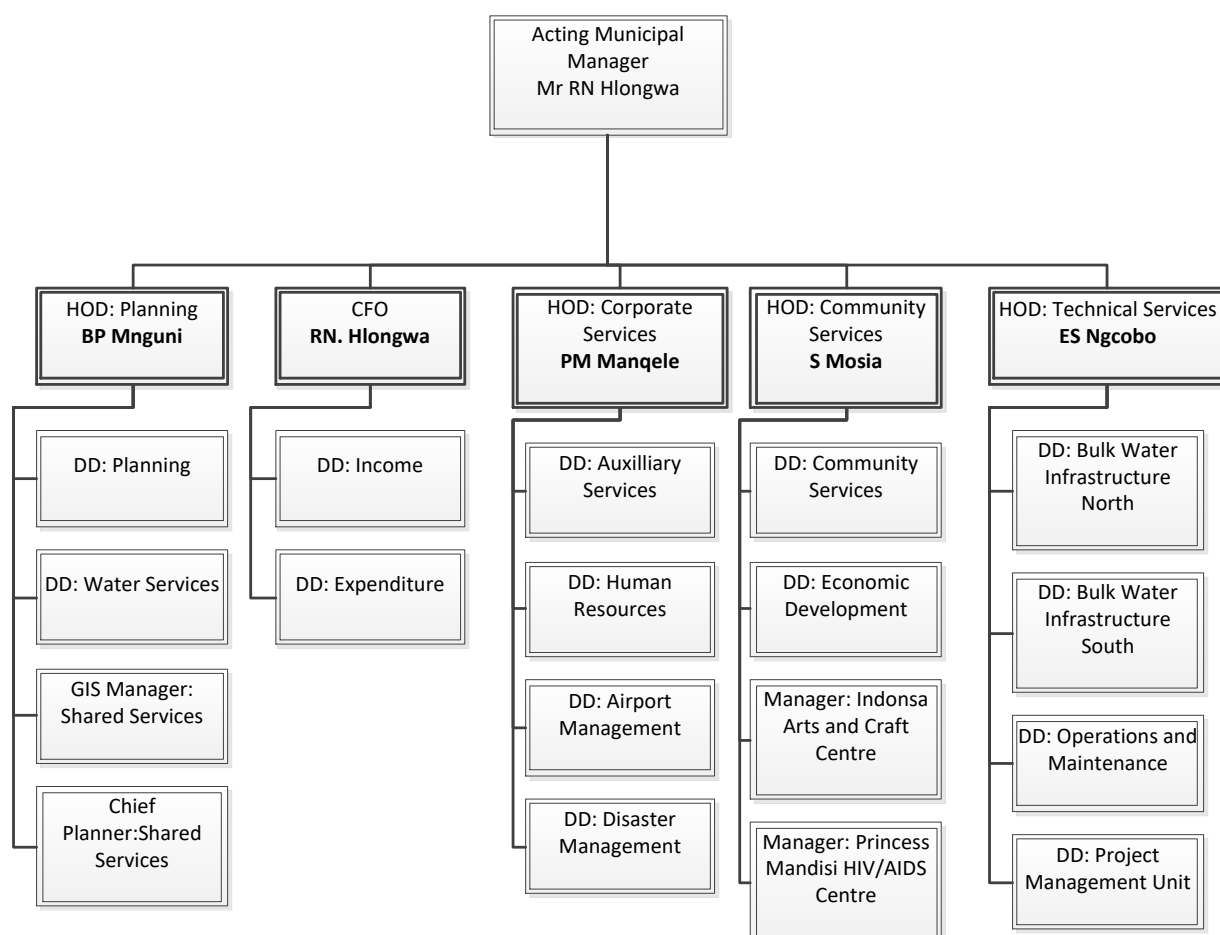 Acting Municipal
Manager
Mr RN Hlongwa
HOD: Planning
BP Mnguni
CFO
RN. Hlongwa
HOD: Corporate
Services
PM Manqele
HOD: Community
Services
S Mosia
HOD: Technical Services
ES Ngcobo
DD: Planning
DD: Water Services
GIS Manager:
Shared Services
Chief
Planner:Shared
Services
DD: Income
DD: Expenditure
DD: Auxilliary
Services
DD: Human
Resources
DD: Airport
Management
DD: Disaster
Management
DD: Community
Services
DD: Economic
Development
Manager: Indonsa
Arts and Craft
Centre
Manager: Princess
Mandisi HIV/AIDS
Centre
DD: Bulk Water
Infrastructure
North
DD: Bulk Water
Infrastructure
South
DD: Operations and
Maintenance
DD: Project
Management Unit